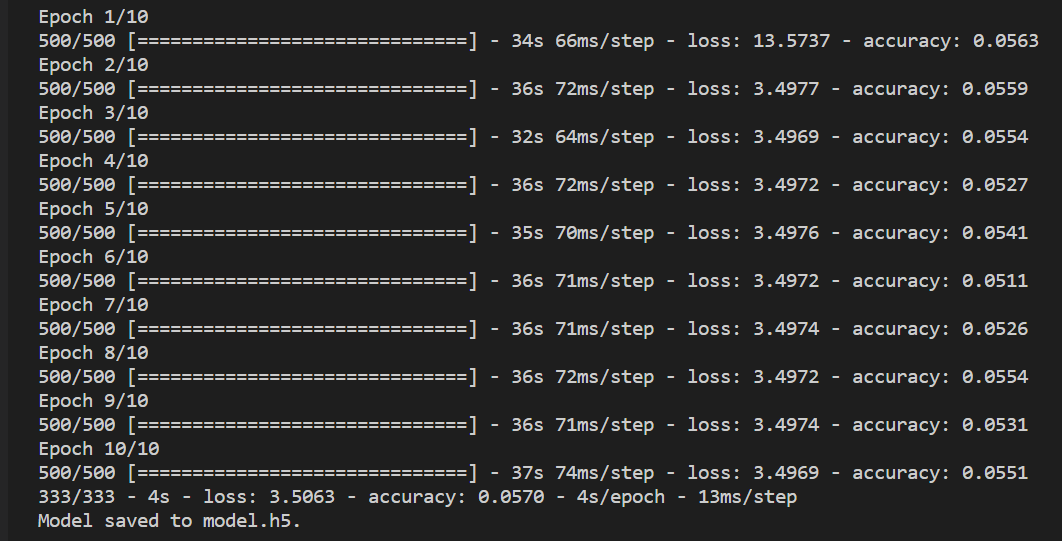 Epoch 1/10
500/500 [==============================] - 34s 66ms/step - loss: 13.5737 - accuracy: 0.0563
Epoch 2/10
500/500 [==============================] - 36s 72ms/step - loss: 3.4977 - accuracy: 0.0559
Epoch 3/10
500/500 [==============================] - 32s 64ms/step - loss: 3.4969 - accuracy: 0.0554
Epoch 4/10
500/500 [==============================] - 36s 72ms/step - loss: 3.4972 - accuracy: 0.0527
Epoch 5/10
500/500 [==============================] - 35s 70ms/step - loss: 3.4976 - accuracy: 0.0541
Epoch 6/10
500/500 [==============================] - 36s 71ms/step - loss: 3.4972 - accuracy: 0.0511
Epoch 7/10
500/500 [==============================] - 36s 71ms/step - loss: 3.4974 - accuracy: 0.0526
Epoch 8/10
500/500 [==============================] - 36s 72ms/step - loss: 3.4972 - accuracy: 0.0554
Epoch 9/10
500/500 [==============================] - 36s 71ms/step - loss: 3.4974 - accuracy: 0.0531
Epoch 10/10
500/500 [==============================] - 37s 74ms/step - loss: 3.4969 - accuracy: 0.0551
333/333 - 4s - loss: 3.5063 - accuracy: 0.0570 - 4s/epoch - 13ms/step
Model saved to model.h5.